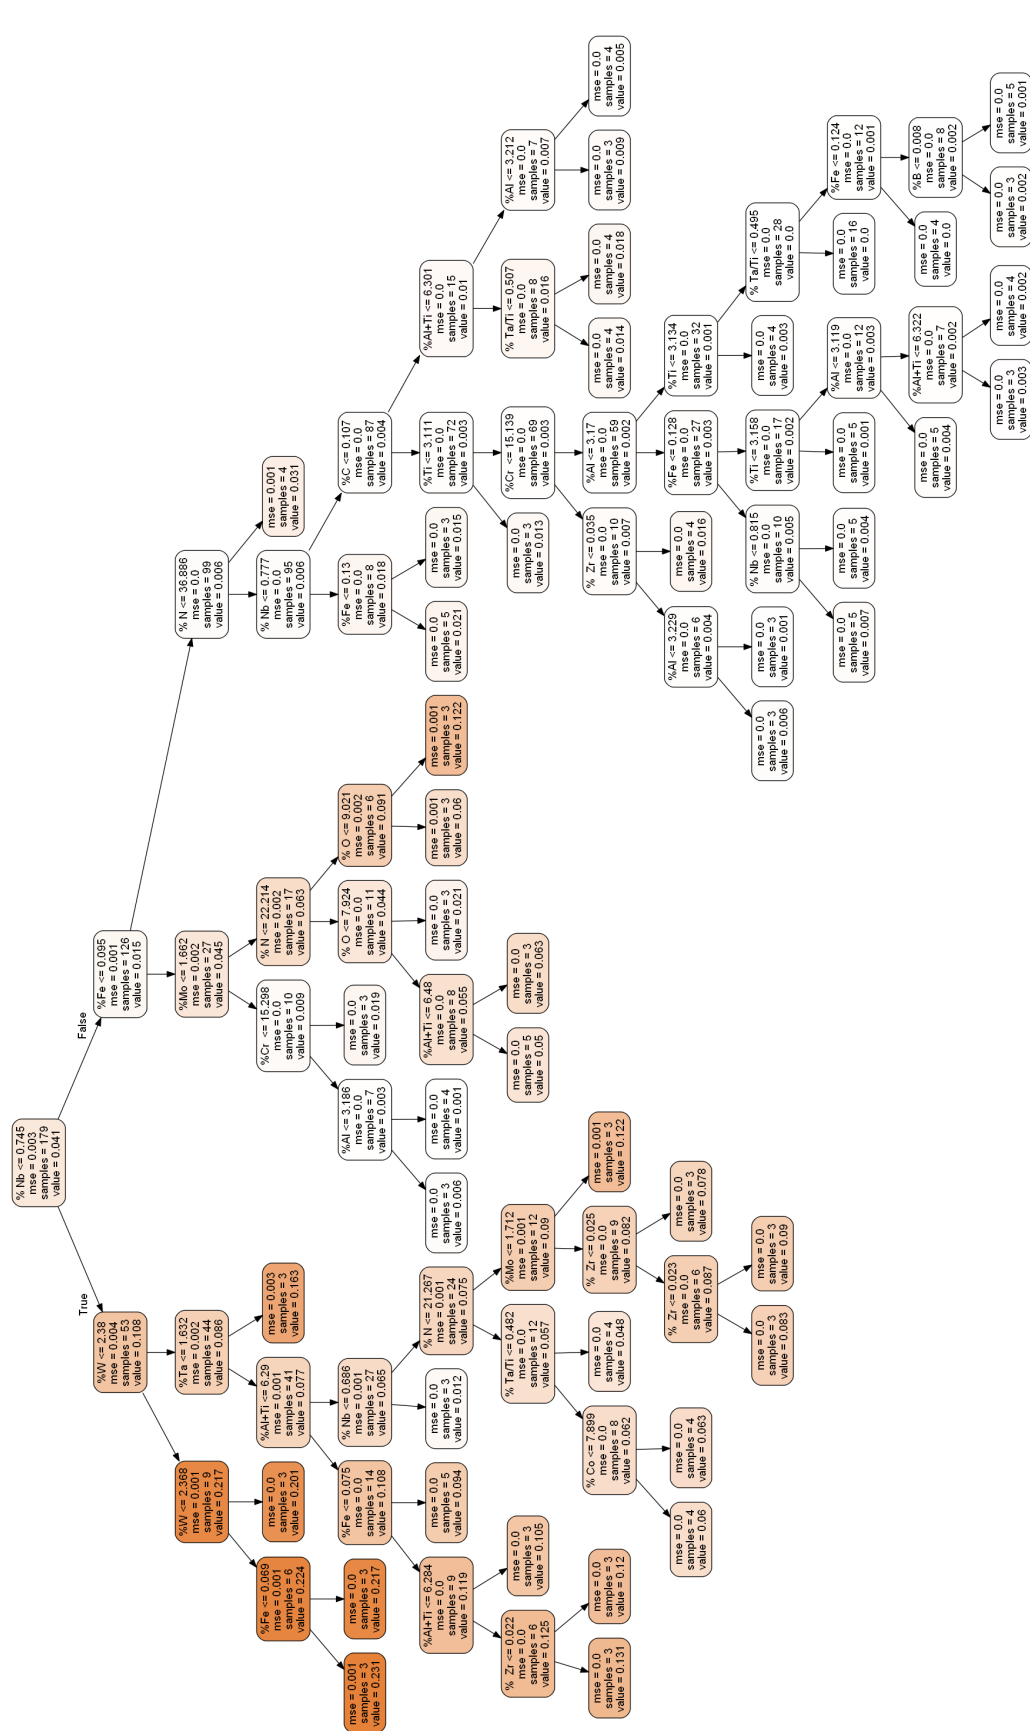 % Nb <= 0.745
mse = 0.003
samples = 179
value = 0.041
True
False
%W <= 2.38
mse = 0.004
samples = 53
value = 0.108
%Fe <= 0.095
mse = 0.001
samples = 126
value = 0.015
%W <= 2.368
mse = 0.001
samples = 9
value = 0.217
%Ta <= 1.632
mse = 0.002
samples = 44
value = 0.086
%Mo <= 1.662
mse = 0.002
samples = 27
value = 0.045
% N <= 36.886
mse = 0.0
samples = 99
value = 0.006
%Fe <= 0.069
mse = 0.001
samples = 6
value = 0.224
mse = 0.0
samples = 3
value = 0.201
%Al+Ti <= 6.29
mse = 0.001
samples = 41
value = 0.077
mse = 0.003
samples = 3
value = 0.163
%Cr <= 15.298
mse = 0.0
samples = 10
value = 0.009
% N <= 22.214
mse = 0.002
samples = 17
value = 0.063
% Nb <= 0.777
mse = 0.0
samples = 95
value = 0.006
mse = 0.001
samples = 4
value = 0.031
mse = 0.001
samples = 3
value = 0.231
mse = 0.0
samples = 3
value = 0.217
%Fe <= 0.075
mse = 0.0
samples = 14
value = 0.108
% Nb <= 0.686
mse = 0.001
samples = 27
value = 0.065
%Al <= 3.186
mse = 0.0
samples = 7
value = 0.003
mse = 0.0
samples = 3
value = 0.019
% O <= 7.924
mse = 0.0
samples = 11
value = 0.044
% O <= 9.021
mse = 0.002
samples = 6
value = 0.091
%Fe <= 0.13
mse = 0.0
samples = 8
value = 0.018
%C <= 0.107
mse = 0.0
samples = 87
value = 0.004
%Al+Ti <= 6.284
mse = 0.0
samples = 9
value = 0.119
mse = 0.0
samples = 5
value = 0.094
mse = 0.0
samples = 3
value = 0.012
% N <= 21.267
mse = 0.001
samples = 24
value = 0.075
mse = 0.0
samples = 3
value = 0.006
mse = 0.0
samples = 4
value = 0.001
%Al+Ti <= 6.48
mse = 0.0
samples = 8
value = 0.055
mse = 0.0
samples = 3
value = 0.021
mse = 0.001
samples = 3
value = 0.06
mse = 0.001
samples = 3
value = 0.122
mse = 0.0
samples = 5
value = 0.021
mse = 0.0
samples = 3
value = 0.015
%Ti <= 3.111
mse = 0.0
samples = 72
value = 0.003
%Al+Ti <= 6.301
mse = 0.0
samples = 15
value = 0.01
% Zr <= 0.022
mse = 0.0
samples = 6
value = 0.125
mse = 0.0
samples = 3
value = 0.105
% Ta/Ti <= 0.482
mse = 0.0
samples = 12
value = 0.057
%Mo <= 1.712
mse = 0.001
samples = 12
value = 0.09
mse = 0.0
samples = 5
value = 0.05
mse = 0.0
samples = 3
value = 0.063
mse = 0.0
samples = 3
value = 0.013
%Cr <= 15.139
mse = 0.0
samples = 69
value = 0.003
% Ta/Ti <= 0.507
mse = 0.0
samples = 8
value = 0.016
%Al <= 3.212
mse = 0.0
samples = 7
value = 0.007
mse = 0.0
samples = 3
value = 0.131
mse = 0.0
samples = 3
value = 0.12
% Co <= 7.899
mse = 0.0
samples = 8
value = 0.062
mse = 0.0
samples = 4
value = 0.048
% Zr <= 0.025
mse = 0.0
samples = 9
value = 0.082
mse = 0.001
samples = 3
value = 0.122
% Zr <= 0.035
mse = 0.0
samples = 10
value = 0.007
%Al <= 3.17
mse = 0.0
samples = 59
value = 0.002
mse = 0.0
samples = 4
value = 0.014
mse = 0.0
samples = 4
value = 0.018
mse = 0.0
samples = 3
value = 0.009
mse = 0.0
samples = 4
value = 0.005
mse = 0.0
samples = 4
value = 0.06
mse = 0.0
samples = 4
value = 0.063
% Zr <= 0.023
mse = 0.0
samples = 6
value = 0.087
mse = 0.0
samples = 3
value = 0.078
%Al <= 3.229
mse = 0.0
samples = 6
value = 0.004
mse = 0.0
samples = 4
value = 0.016
%Fe <= 0.128
mse = 0.0
samples = 27
value = 0.003
%Ti <= 3.134
mse = 0.0
samples = 32
value = 0.001
mse = 0.0
samples = 3
value = 0.083
mse = 0.0
samples = 3
value = 0.09
mse = 0.0
samples = 3
value = 0.006
mse = 0.0
samples = 3
value = 0.001
% Nb <= 0.815
mse = 0.0
samples = 10
value = 0.005
%Ti <= 3.158
mse = 0.0
samples = 17
value = 0.002
mse = 0.0
samples = 4
value = 0.003
% Ta/Ti <= 0.495
mse = 0.0
samples = 28
value = 0.0
mse = 0.0
samples = 5
value = 0.007
mse = 0.0
samples = 5
value = 0.004
mse = 0.0
samples = 5
value = 0.001
%Al <= 3.119
mse = 0.0
samples = 12
value = 0.003
mse = 0.0
samples = 16
value = 0.0
%Fe <= 0.124
mse = 0.0
samples = 12
value = 0.001
mse = 0.0
samples = 5
value = 0.004
%Al+Ti <= 6.322
mse = 0.0
samples = 7
value = 0.002
mse = 0.0
samples = 4
value = 0.0
%B <= 0.008
mse = 0.0
samples = 8
value = 0.002
mse = 0.0
samples = 3
value = 0.003
mse = 0.0
samples = 4
value = 0.002
mse = 0.0
samples = 3
value = 0.002
mse = 0.0
samples = 5
value = 0.001